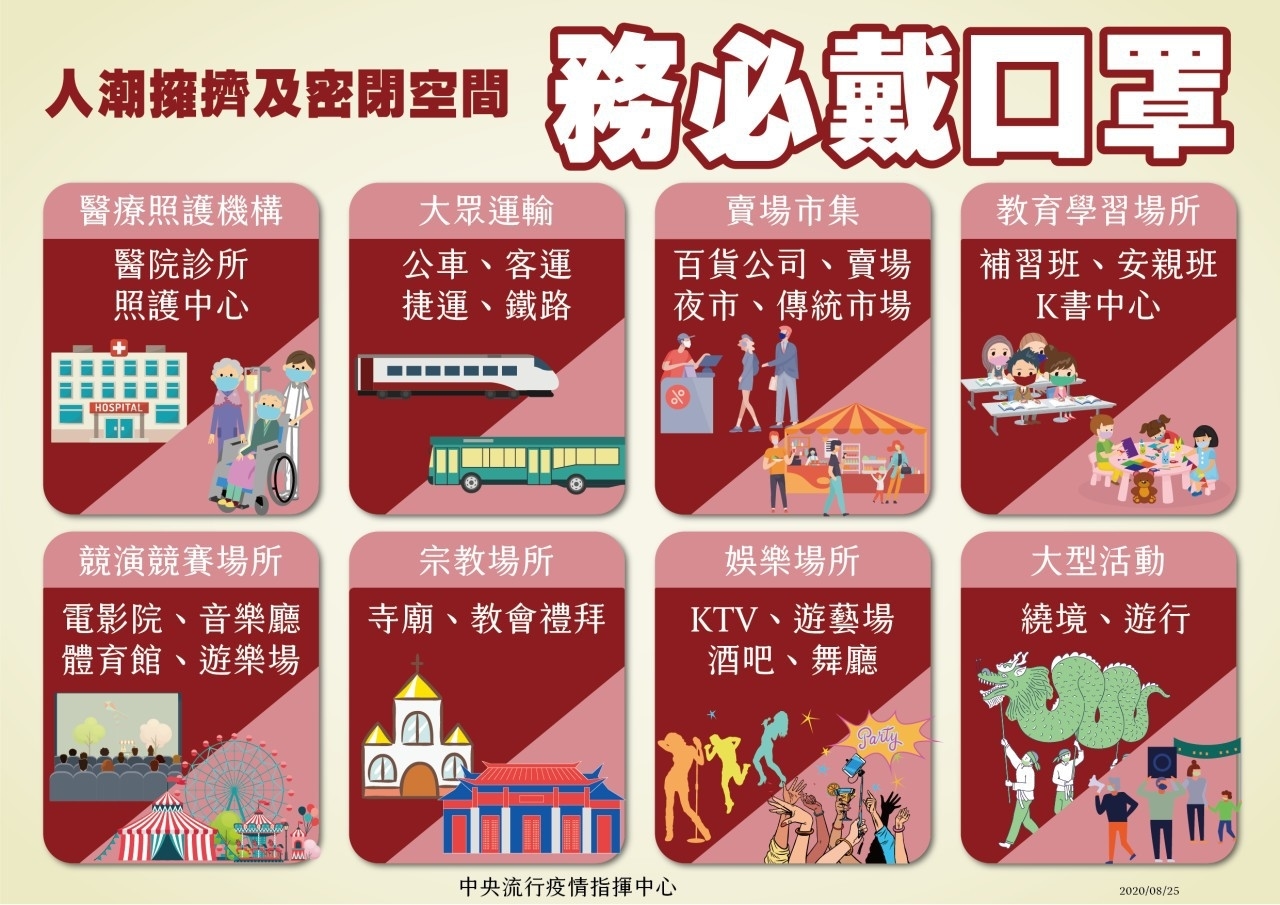 人潮擁擠及密閉空間 務必戴口罩
醫療照護機構
醫院診所
照護中心
HOSPITAL
大眾運輸
公車、客運
捷運、鐵路
賣場市集
百貨公司、賣場
夜市、傳統市場
%
教育學習場所
補習班、安親班
K書中心
競演競賽場所
電影院、音樂廳
體育館、遊樂場
宗教場所
寺廟、教會禮拜
娛樂場所
KTV、遊藝場
酒吧、舞廳
Party
大型活動
繞境、遊行
中央流行疫情指揮中心
2020/08/25